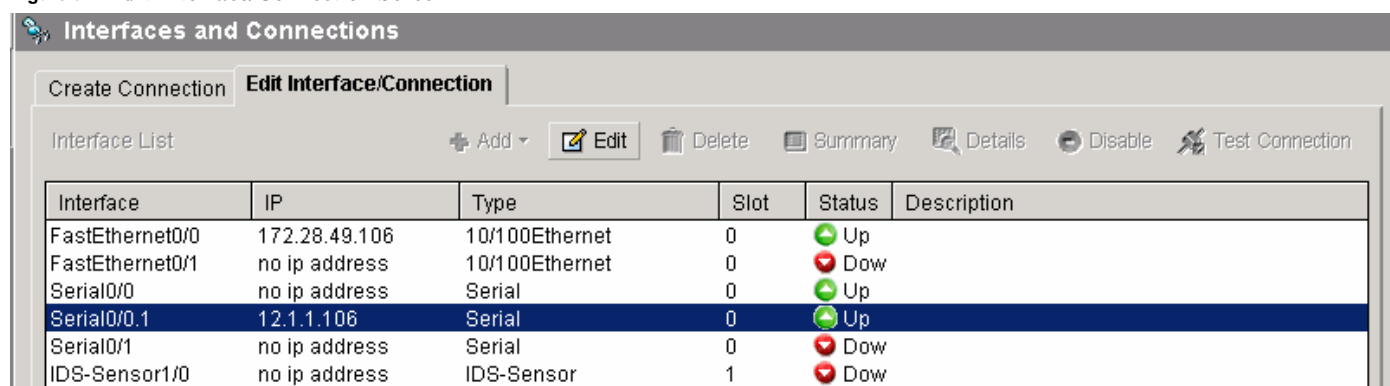 Interfaces and Connections
Create Connection Edit Interface/Connection
Interface List Add Edit Delete Summary Details Disable Test Connection
Interface IP Type Slot Status Description
FastEthernet0/0 172.28.49.106 10/100Ethernet 0 Up
FastEthernet0/1 no ip address 10/100Ethernet 0 Dow
Serial0/0 no ip address Serial 0 Up
Serial0/0.1 12.1.1.106 Serial 0 Up
Serial0/1 no ip address Serial 0 Dow
IDS-Sensor1/0 no ip address IDS-Sensor 1 Dow